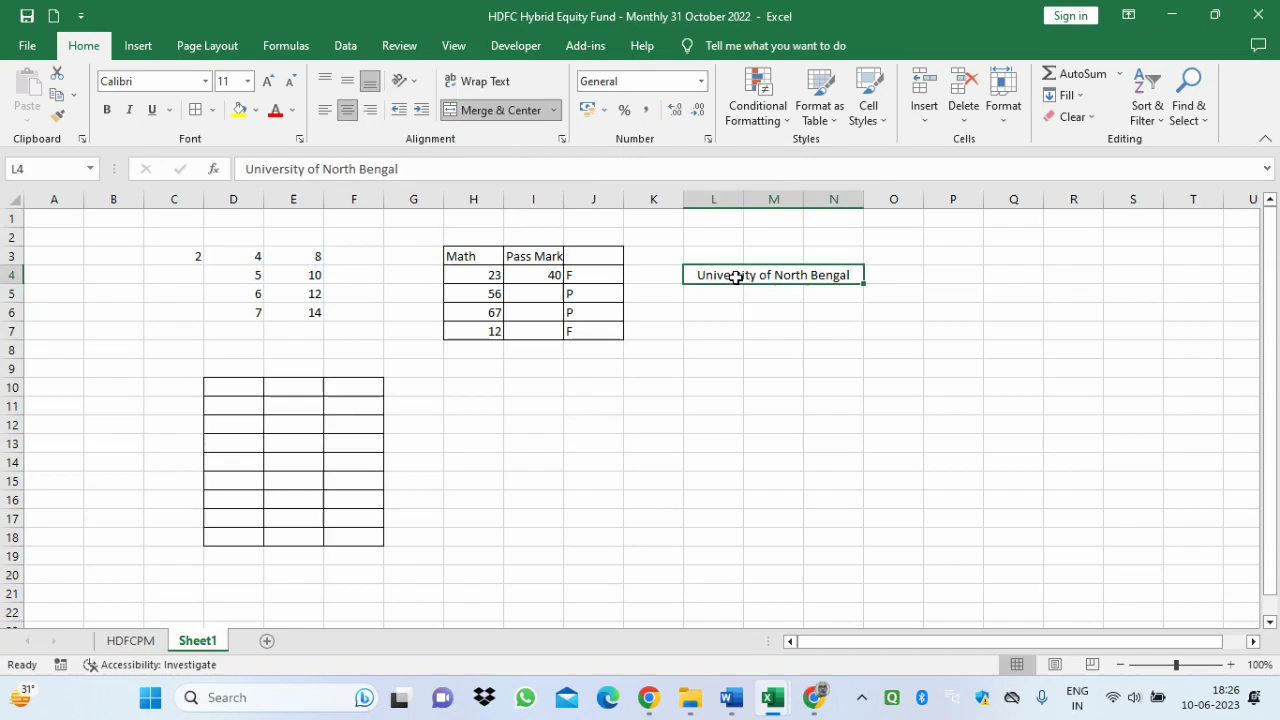 HDFC Hybrid Equity Fund - Monthly 31 October 2022 - Excel
Sign in
File Home Insert Page Layout Formulas Data Review View Developer Add-ins Help Tell me what you want to do
Paste
Calibri 11
B I U A
Wrap Text
Merge & Center
General
% ,
Conditional Formatting
Format as Table
Cell Styles
Insert Delete Format
AutoSum
Fill
Clear
Sort & Filter
Find & Select
Clipboard Font Alignment Number Styles Cells Editing
L4 fx University of North Bengal
A B C D E F G H I J K L M N O P Q R S T U
1
2
3 2 4 8 Math Pass Mark
4 5 10 23 40 F University of North Bengal
5 6 12 56 P
6 7 14 67 P
7 12 F
8
9
10
11
12
13
14
15
16
17
18
19
20
21
22
HDFCPM Sheet1
Ready Accessibility: Investigate 100%
31° Search ENG IN 18:26 10-06-2023